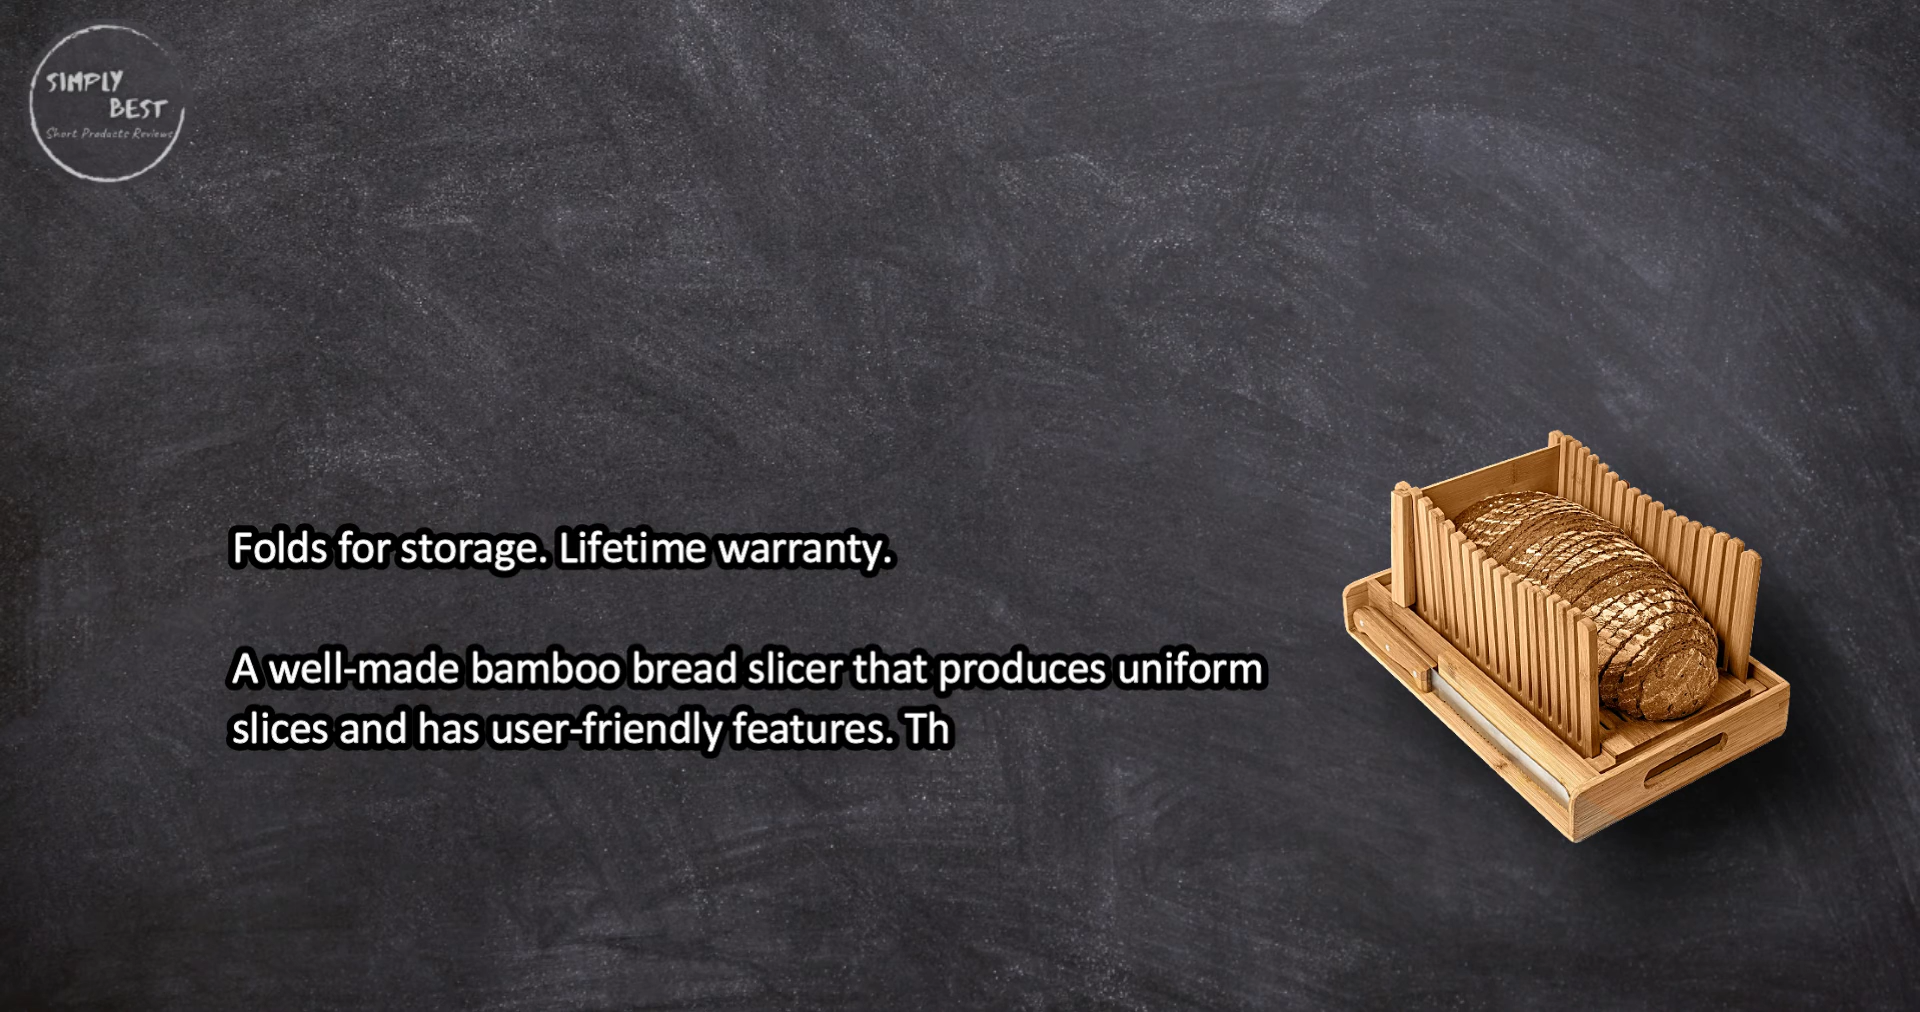 SIMPLY
BEST
Short Products Reviews
Folds for storage. Lifetime warranty.
A well-made bamboo bread slicer that produces uniform
slices and has user-friendly features. Th